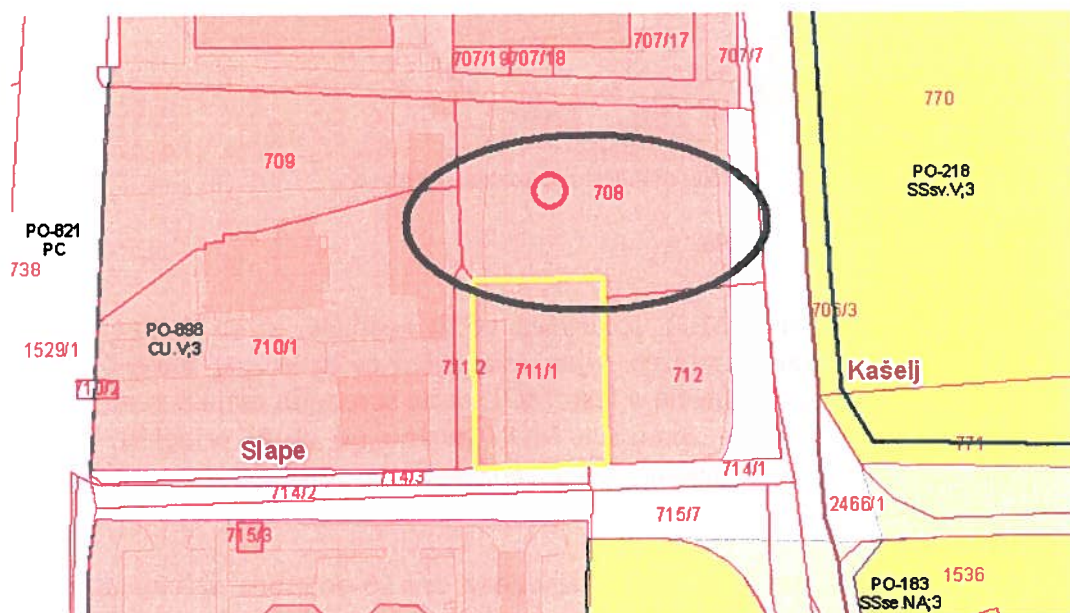 707/17
707/19
707/18
707/7
770
709
708
PO-218
SSsv.V;3
PO-821
PC
738
706/3
PO-898
CU.V;3
1529/1
710/1
711/2
711/1
712
Kašelj
713/2
Slape
771
714/3
714/1
714/2
2466/1
715/7
715/3
PO-183
SSse.NA;3
1536